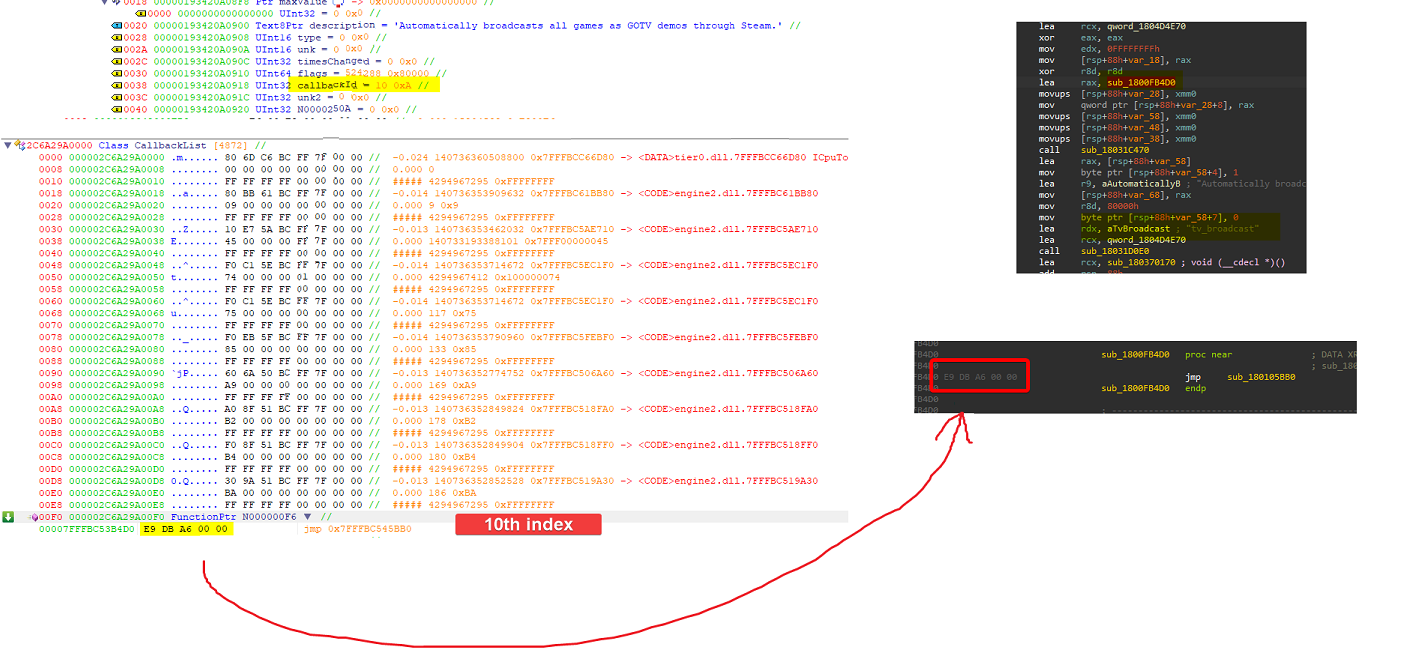 0018 00000193420A08F8 Ptr maxValue -> 0x0000000000000000 //
0000 0000000000000000 UInt32 = 0 0x0 //
0020 00000193420A0900 Text8Ptr description = 'Automatically broadcasts all games as GOTV demos through Steam.' //
0028 00000193420A0908 UInt16 type = 0 0x0 //
002A 00000193420A090A UInt16 unk = 0 0x0 //
002C 00000193420A090C UInt32 timesChanged = 0 0x0 //
0030 00000193420A0910 UInt64 flags = 524288 0x80000 //
0038 00000193420A0918 UInt32 callbackId = 10 0xA //
003C 00000193420A091C UInt32 unk2 = 0 0x0 //
0040 00000193420A0920 UInt32 N0000250A = 0 0x0 //
2C6A29A0000 Class CallbackList [4872] //
0000 000002C6A29A0000 .m...... 80 6D C6 BC FF 7F 00 00 // -0.024 140736360508800 0x7FFFBCC66D80 -> <DATA>tier0.dll.7FFFBCC66D80 ICpuTo
0008 000002C6A29A0008 ........ 00 00 00 00 00 00 00 00 // 0.000 0
0010 000002C6A29A0010 ........ FF FF FF FF 00 00 00 00 // ##### 4294967295 0xFFFFFFFF
0018 000002C6A29A0018 ..a..... 80 BB 61 BC FF 7F 00 00 // -0.014 140736353909632 0x7FFFBC61BB80 -> <CODE>engine2.dll.7FFFBC61BB80
0020 000002C6A29A0020 ........ 09 00 00 00 00 00 00 00 // 0.000 9 0x9
0028 000002C6A29A0028 ........ FF FF FF FF 00 00 00 00 // ##### 4294967295 0xFFFFFFFF
0030 000002C6A29A0030 ..Z..... 10 E7 5A BC FF 7F 00 00 // -0.013 140736353462032 0x7FFFBC5AE710 -> <CODE>engine2.dll.7FFFBC5AE710
0038 000002C6A29A0038 E....... 45 00 00 00 FF 7F 00 00 // 0.000 140733193388101 0x7FFF00000045
0040 000002C6A29A0040 ........ FF FF FF FF 00 00 00 00 // ##### 4294967295 0xFFFFFFFF
0048 000002C6A29A0048 ..^..... F0 C1 5E BC FF 7F 00 00 // -0.014 140736353714672 0x7FFFBC5EC1F0 -> <CODE>engine2.dll.7FFFBC5EC1F0
0050 000002C6A29A0050 t....... 74 00 00 00 01 00 00 00 // 0.000 4294967412 0x100000074
0058 000002C6A29A0058 ........ FF FF FF FF 00 00 00 00 // ##### 4294967295 0xFFFFFFFF
0060 000002C6A29A0060 ..^..... F0 C1 5E BC FF 7F 00 00 // -0.014 140736353714672 0x7FFFBC5EC1F0 -> <CODE>engine2.dll.7FFFBC5EC1F0
0068 000002C6A29A0068 u....... 75 00 00 00 00 00 00 00 // 0.000 117 0x75
0070 000002C6A29A0070 ........ FF FF FF FF 00 00 00 00 // ##### 4294967295 0xFFFFFFFF
0078 000002C6A29A0078 .._..... F0 EB 5F BC FF 7F 00 00 // -0.014 140736353790960 0x7FFFBC5FEBF0 -> <CODE>engine2.dll.7FFFBC5FEBF0
0080 000002C6A29A0080 ........ 85 00 00 00 00 00 00 00 // 0.000 133 0x85
0088 000002C6A29A0088 ........ FF FF FF FF 00 00 00 00 // ##### 4294967295 0xFFFFFFFF
0090 000002C6A29A0090 `jP..... 60 6A 50 BC FF 7F 00 00 // -0.013 140736352774752 0x7FFFBC506A60 -> <CODE>engine2.dll.7FFFBC506A60
0098 000002C6A29A0098 ........ A9 00 00 00 00 00 00 00 // 0.000 169 0xA9
00A0 000002C6A29A00A0 ........ FF FF FF FF 00 00 00 00 // ##### 4294967295 0xFFFFFFFF
00A8 000002C6A29A00A8 ..Q..... A0 8F 51 BC FF 7F 00 00 // -0.013 140736352849824 0x7FFFBC518FA0 -> <CODE>engine2.dll.7FFFBC518FA0
00B0 000002C6A29A00B0 ........ B2 00 00 00 00 00 00 00 // 0.000 178 0xB2
00B8 000002C6A29A00B8 ........ FF FF FF FF 00 00 00 00 // ##### 4294967295 0xFFFFFFFF
00C0 000002C6A29A00C0 ..Q..... F0 8F 51 BC FF 7F 00 00 // -0.013 140736352849904 0x7FFFBC518FF0 -> <CODE>engine2.dll.7FFFBC518FF0
00C8 000002C6A29A00C8 ........ B4 00 00 00 00 00 00 00 // 0.000 180 0xB4
00D0 000002C6A29A00D0 ........ FF FF FF FF 00 00 00 00 // ##### 4294967295 0xFFFFFFFF
00D8 000002C6A29A00D8 0.Q..... 30 9A 51 BC FF 7F 00 00 // -0.013 140736352852528 0x7FFFBC519A30 -> <CODE>engine2.dll.7FFFBC519A30
00E0 000002C6A29A00E0 ........ BA 00 00 00 00 00 00 00 // 0.000 186 0xBA
00E8 000002C6A29A00E8 ........ FF FF FF FF 00 00 00 00 // ##### 4294967295 0xFFFFFFFF
00F0 000002C6A29A00F0 FunctionPtr N000000F6 //
00007FFFBC53B4D0 E9 DB A6 00 00 jmp 0x7FFFBC545BB0
10th index
lea rcx, qword_1804D4E70
xor eax, eax
mov edx, 0FFFFFFFFh
mov [rsp+88h+var_18], rax
xor r8d, r8d
lea rax, sub_1800FB4D0
movups [rsp+88h+var_28], xmm0
mov qword ptr [rsp+88h+var_28+8], rax
movups [rsp+88h+var_58], xmm0
movups [rsp+88h+var_48], xmm0
movups [rsp+88h+var_38], xmm0
call sub_18031C470
lea rax, [rsp+88h+var_58]
mov byte ptr [rsp+88h+var_58+4], 1
lea r9, aAutomaticallyB ; "Automatically broadc
mov [rsp+88h+var_68], rax
mov r8d, 80000h
mov byte ptr [rsp+88h+var_58+7], 0
lea rdx, aTvBroadcast ; "tv_broadcast"
lea rcx, qword_1804D4E70
call sub_18031D0E0
lea rcx, sub_180370170 ; void (__cdecl *)()
FB4D0
FB4D0 sub_1800FB4D0 proc near ; DATA XR
; sub_180
E9 DB A6 00 00 jmp sub_180105BB0
sub_1800FB4D0 endp
FB4D0
FB4D0 ; ----------------------------------------